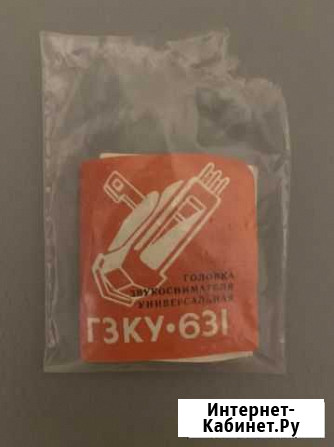 ГОЛОВКА
ЗВУКОСНИМАТЕЛЯ
УНИВЕРСАЛЬНАЯ
ГЗКУ·631
Интернет-
Кабинет.Ру